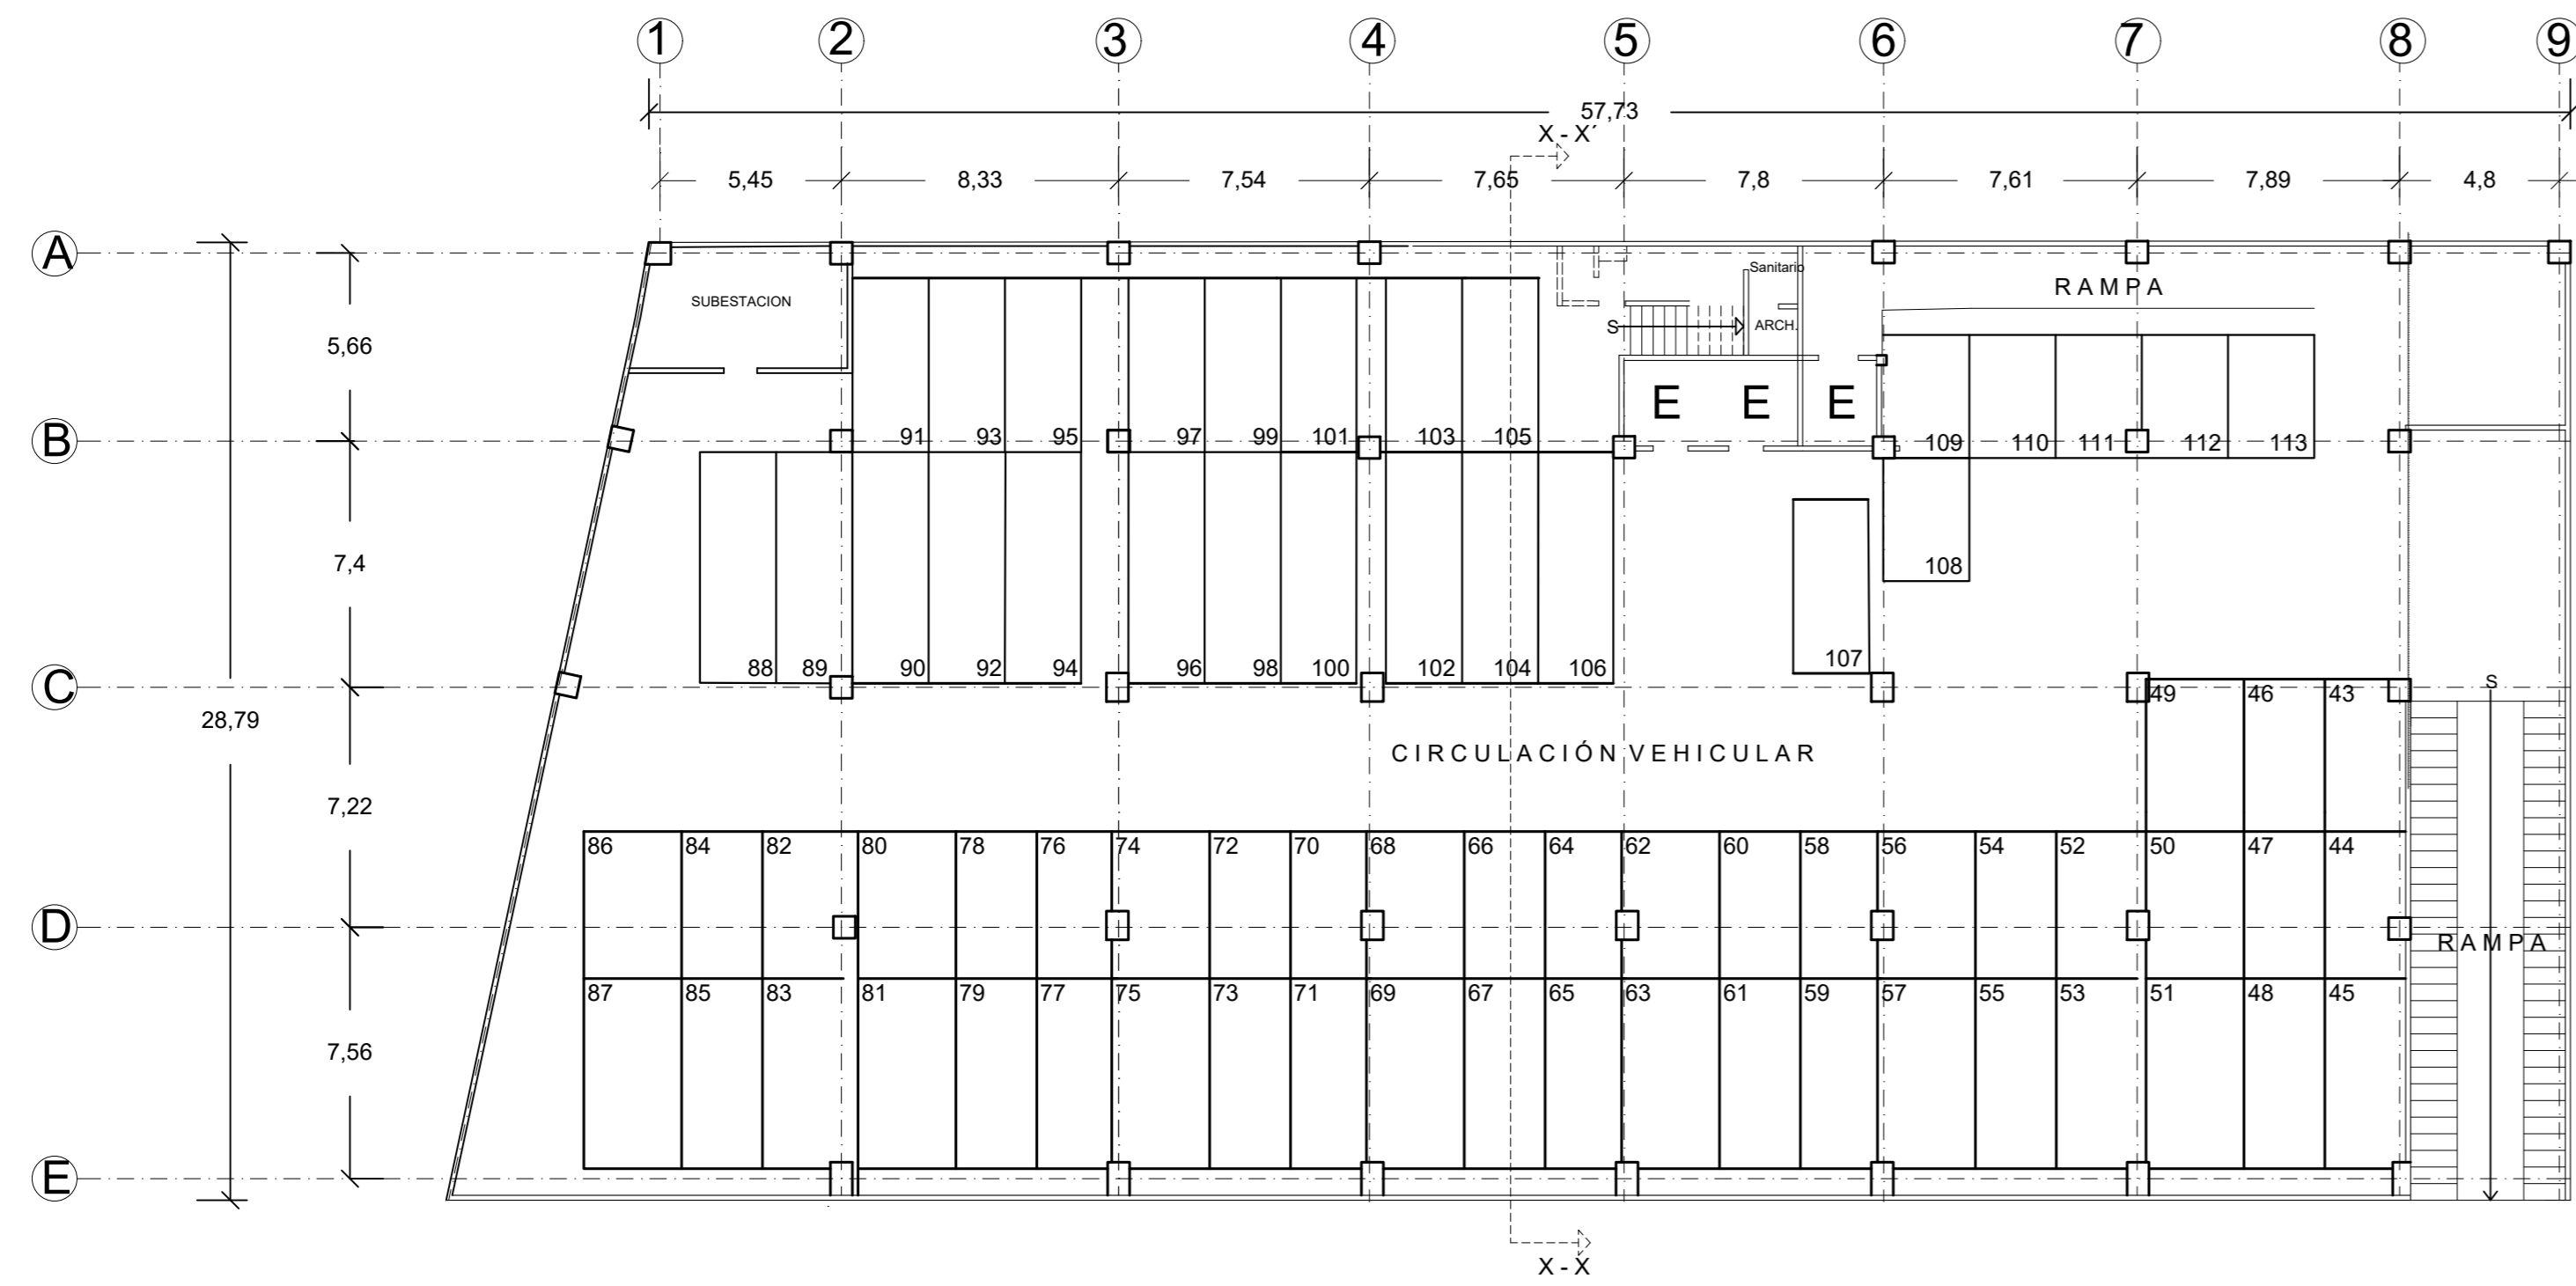 1 2 3 4 5 6 7 8 9
57,73
X - X´
5,45 8,33 7,54 7,65 7,8 7,61 7,89 4,8
A
Sanitario
RAMPA
SUBESTACION
S
ARCH.
5,66
E E E
B
91 93 95 97 99 101 103 105 109 110 111 112 113
7,4
108
107
88 89 90 92 94 96 98 100 102 104 106
C
S
49 46 43
28,79
CIRCULACIÓN VEHICULAR
7,22
86 84 82 80 78 76 74 72 70 68 66 64 62 60 58 56 54 52 50 47 44
D
RAMPA
87 85 83 81 79 77 75 73 71 69 67 65 63 61 59 57 55 53 51 48 45
7,56
E
X - X